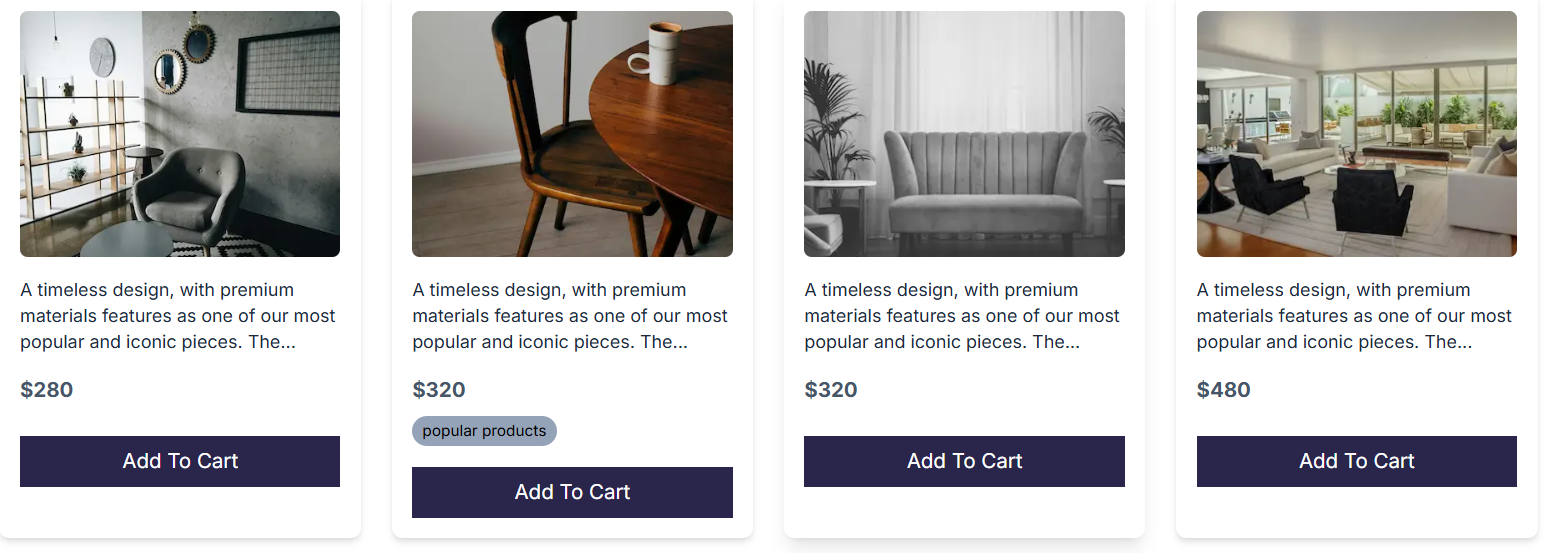 A timeless design, with premium
materials features as one of our most
popular and iconic pieces. The...
$280
Add To Cart
A timeless design, with premium
materials features as one of our most
popular and iconic pieces. The...
$320
popular products
Add To Cart
A timeless design, with premium
materials features as one of our most
popular and iconic pieces. The...
$320
Add To Cart
A timeless design, with premium
materials features as one of our most
popular and iconic pieces. The...
$480
Add To Cart